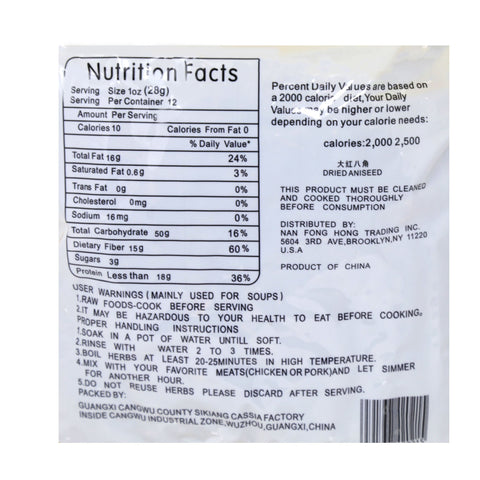 Nutrition Facts
Serving Size 1oz (28g)
Serving Per Container 12
Amount Per Serving
Calories 10 Calories From Fat 0
% Daily Value*
Total Fat 16g 24%
Saturated Fat 0.6g 3%
Trans Fat 0g 0%
Cholesterol 0mg 0%
Sodium 16mg 0%
Total Carbohydrate 50g 16%
Dietary Fiber 15g 60%
Sugars 3g
Protein Less than 18g 36%
Percent Daily Values are based on
a 2000 calorie diet, Your Daily
Values may be higher or lower
depending on your calorie needs:
calories:2,000 2,500
大红八角
DRIED ANISEED
THIS PRODUCT MUST BE CLEANED
AND COOKED THOROUGHLY
BEFORE CONSUMPTION
DISTRIBUTED BY:
NAN FONG HONG TRADING INC.
5604 3RD AVE,BROOKLYN,NY 11220
U.S.A
PRODUCT OF CHINA
USER WARNINGS (MAINLY USED FOR SOUPS)
1.RAW FOODS-COOK BEFORE SERVING
2.IT MAY BE HAZARDOUS TO YOUR HEALTH TO EAT BEFORE COOKING.
PROPER HANDLING INSTRUCTIONS
1.SOAK IN A POT OF WATER UNTILL SOFT.
2.RINSE WITH WATER 2 TO 3 TIMES.
3.BOIL HERBS AT LEAST 20-25MINUTES IN HIGH TEMPERATURE.
4.MIX WITH YOUR FAVORITE MEATS(CHICKEN OR PORK)AND LET SIMMER
FOR ANOTHER HOUR.
5.DO NOT REUSE HERBS PLEASE DISCARD AFTER SERVING.
PACKED BY:
GUANGXI CANGWU COUNTY SIKIANG CASSIA FACTORY
INSIDE CANGWU INDUSTRIAL ZONE,WUZHOU,GUANGXI,CHINA